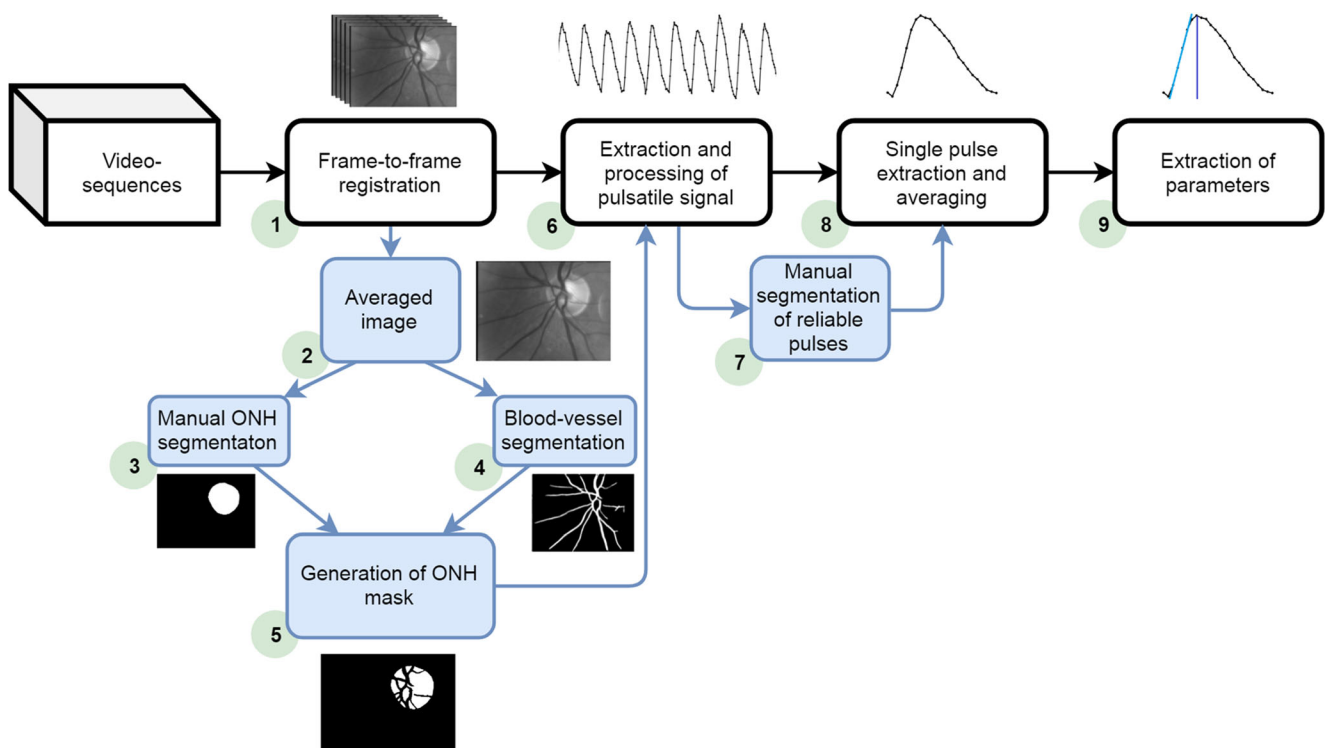 Video-
sequences
Frame-to-frame
registration
1
Extraction and
processing of
pulsatile signal
6
Single pulse
extraction and
averaging
8
Extraction of
parameters
9
Averaged
image
2
Manual
segmentation
of reliable
pulses
7
Manual ONH
segmentaton
3
Blood-vessel
segmentation
4
Generation of ONH
mask
5